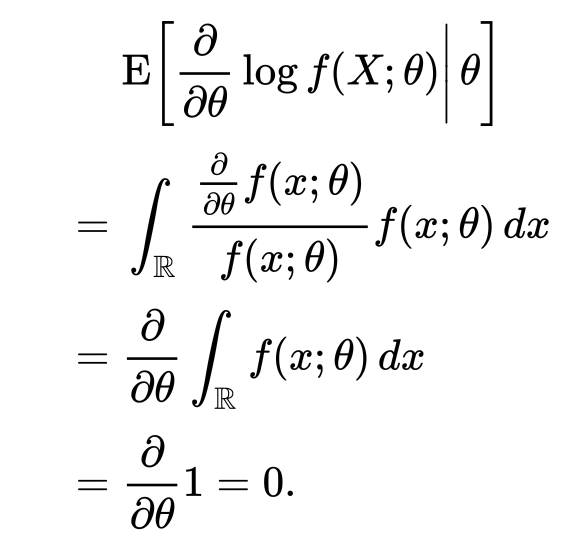 E[∂/∂θ log f(X; θ) | θ]
= ∫_ℝ (∂/∂θ f(x; θ))/(f(x; θ)) f(x; θ) dx
= ∂/∂θ ∫_ℝ f(x; θ) dx
= ∂/∂θ 1 = 0.